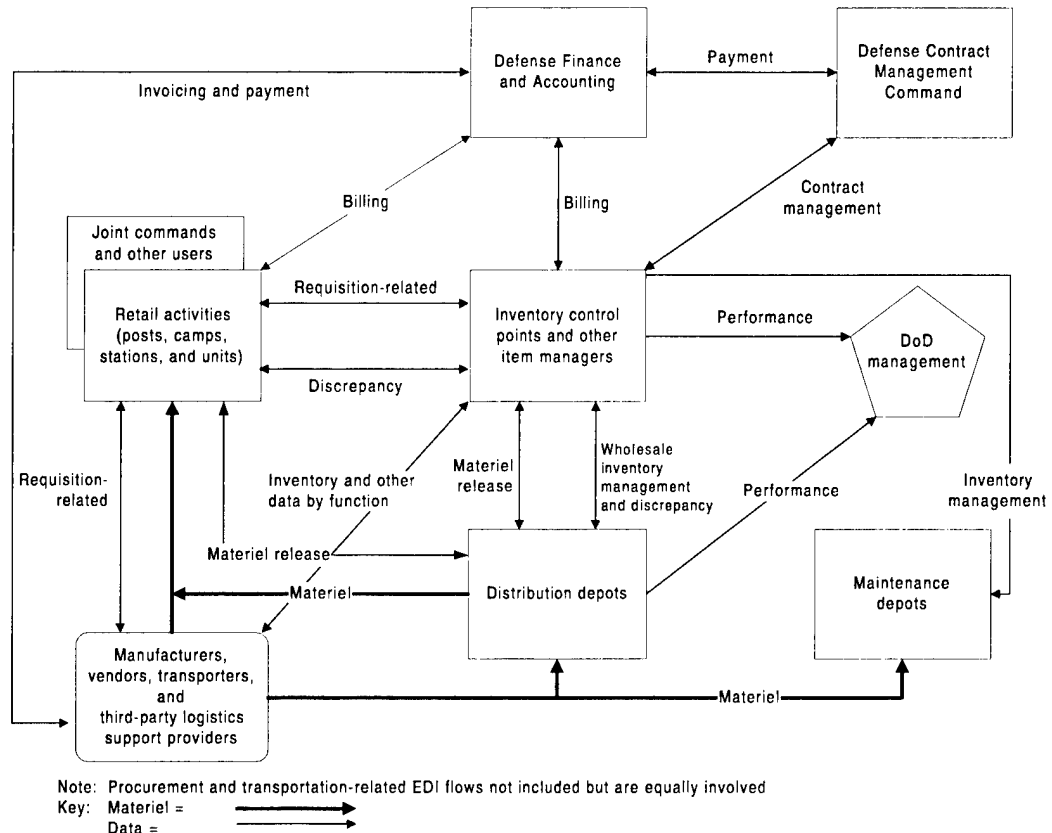 Defense Finance
and Accounting
Payment
Defense Contract
Management
Command
Invoicing and payment
Billing
Billing
Contract
management
Joint commands
and other users
Retail activities
(posts, camps,
stations, and units)
Requisition-related
Discrepancy
Inventory control
points and other
item managers
Performance
DoD
management
Requisition-
related
Inventory and other
data by function
Materiel
release
Wholesale
inventory
management
and discrepancy
Performance
Inventory
management
Materiel release
Materiel
Distribution depots
Maintenance
depots
Manufacturers,
vendors, transporters,
and
third-party logistics
support providers
Materiel
Note: Procurement and transportation-related EDI flows not included but are equally involved
Key: Materiel =
Data =